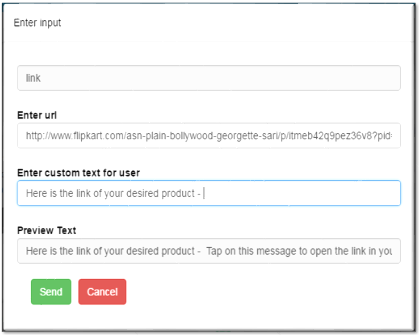 Enter input
link
Enter url
http://www.flipkart.com/asn-plain-bollywood-georgette-sari/p/itmeb42q9pez36v8?pid=
Enter custom text for user
Here is the link of your desired product -
Preview Text
Here is the link of your desired product - Tap on this message to open the link in you
Send Cancel